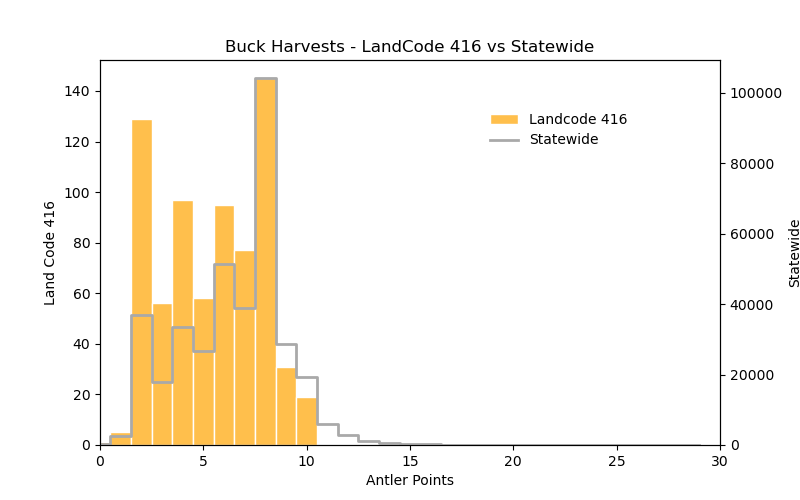 Buck Harvests - LandCode 416 vs Statewide
Land Code 416
140
120
100
80
60
40
20
0
Landcode 416
Statewide
100000
80000
60000
40000
20000
0
Statewide
0 5 10 15 20 25 30
Antler Points